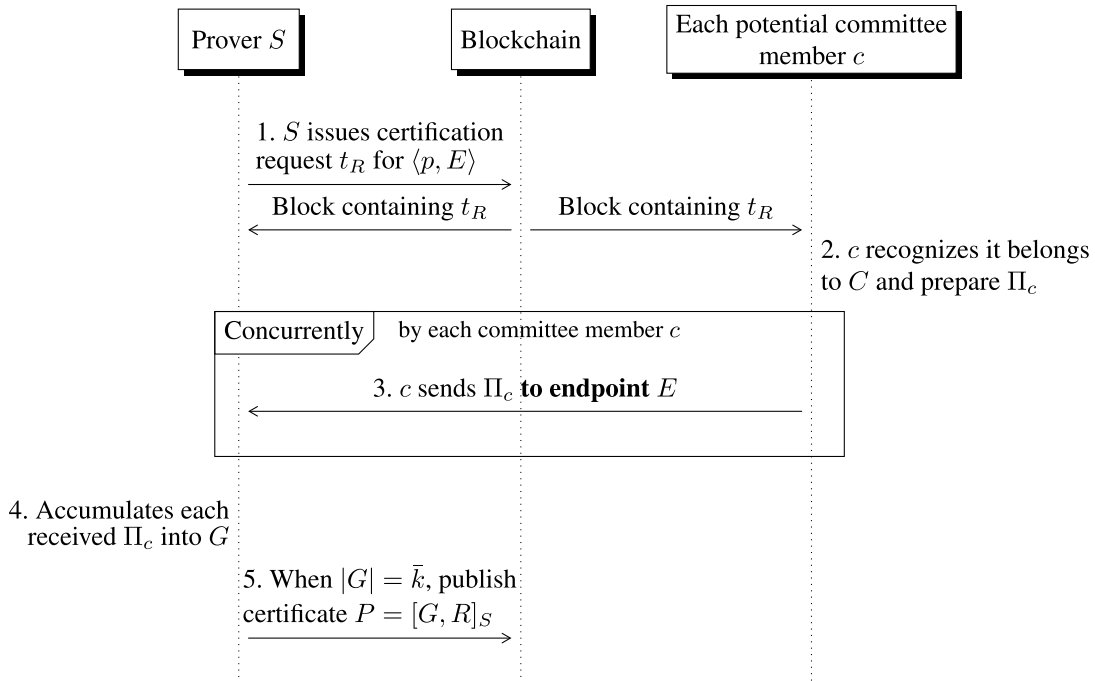 Prover S
Blockchain
Each potential committee
member c
1. S issues certification
request t_R for ⟨p, E⟩
Block containing t_R
Block containing t_R
2. c recognizes it belongs
to C and prepare Π_c
Concurrently
by each committee member c
3. c sends Π_c to endpoint E
4. Accumulates each
received Π_c into G
5. When |G| = k̄, publish
certificate P = [G, R]_S